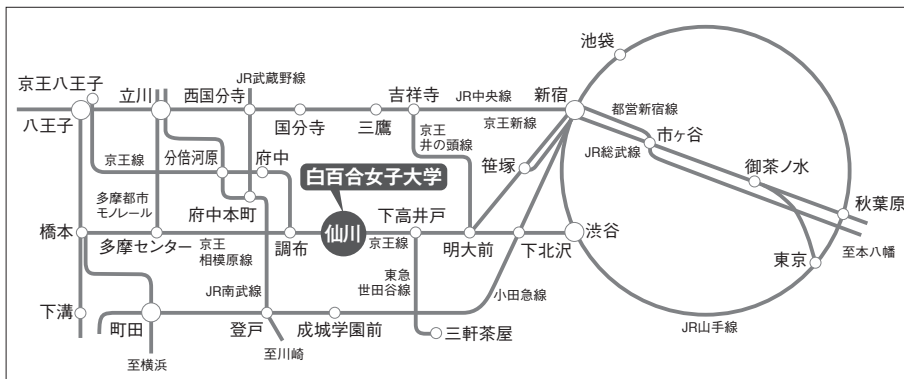 池袋
京王八王子
立川
西国分寺
JR武蔵野線
吉祥寺
JR中央線
新宿
都営新宿線
八王子
国分寺
三鷹
京王新線
市ヶ谷
京王
井の頭線
JR総武線
京王線
分倍河原
府中
笹塚
御茶ノ水
白百合女子大学
多摩都市
モノレール
府中本町
仙川
下高井戸
秋葉原
橋本
多摩センター
京王
相模原線
調布
京王線
明大前
下北沢
渋谷
至本八幡
東京
東急
世田谷線
JR南武線
小田急線
下溝
町田
登戸
成城学園前
三軒茶屋
JR山手線
至横浜
至川崎